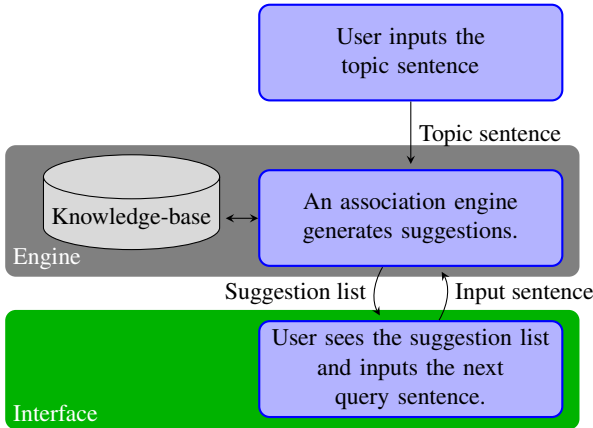 User inputs the
topic sentence
Topic sentence
Knowledge-base
An association engine
generates suggestions.
Engine
Suggestion list
Input sentence
User sees the suggestion list
and inputs the next
query sentence.
Interface